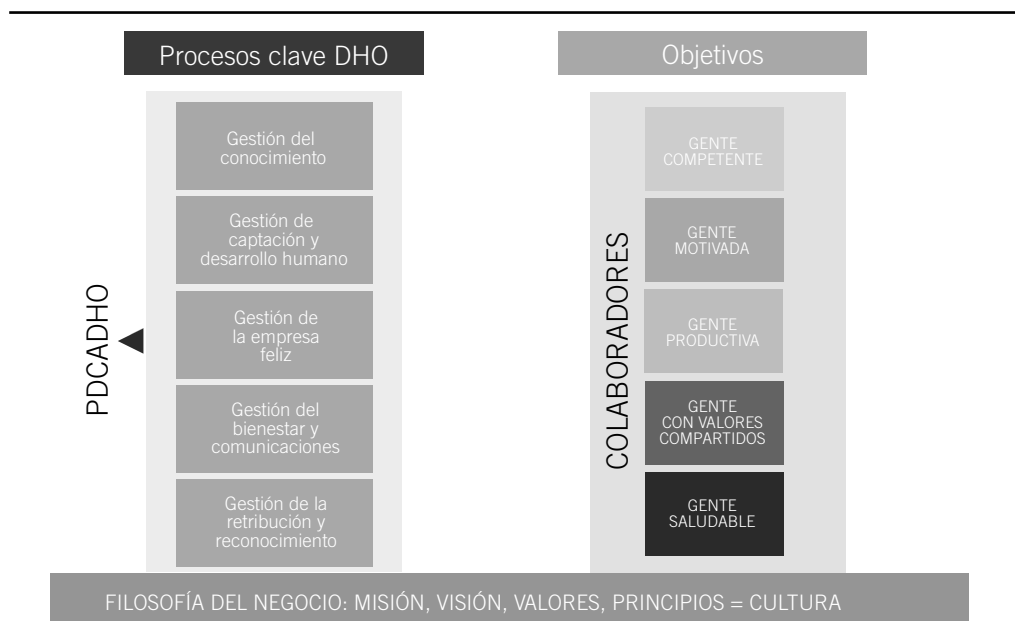 Procesos clave DHO
Objetivos
PDCADHO
Gestión del
conocimiento
Gestión de
captación y
desarrollo humano
Gestión de
la empresa
feliz
Gestión del
bienestar y
comunicaciones
Gestión de la
retribución y
reconocimiento
COLABORADORES
GENTE
COMPETENTE
GENTE
MOTIVADA
GENTE
PRODUCTIVA
GENTE
CON VALORES
COMPARTIDOS
GENTE
SALUDABLE
FILOSOFÍA DEL NEGOCIO: MISIÓN, VISIÓN, VALORES, PRINCIPIOS = CULTURA